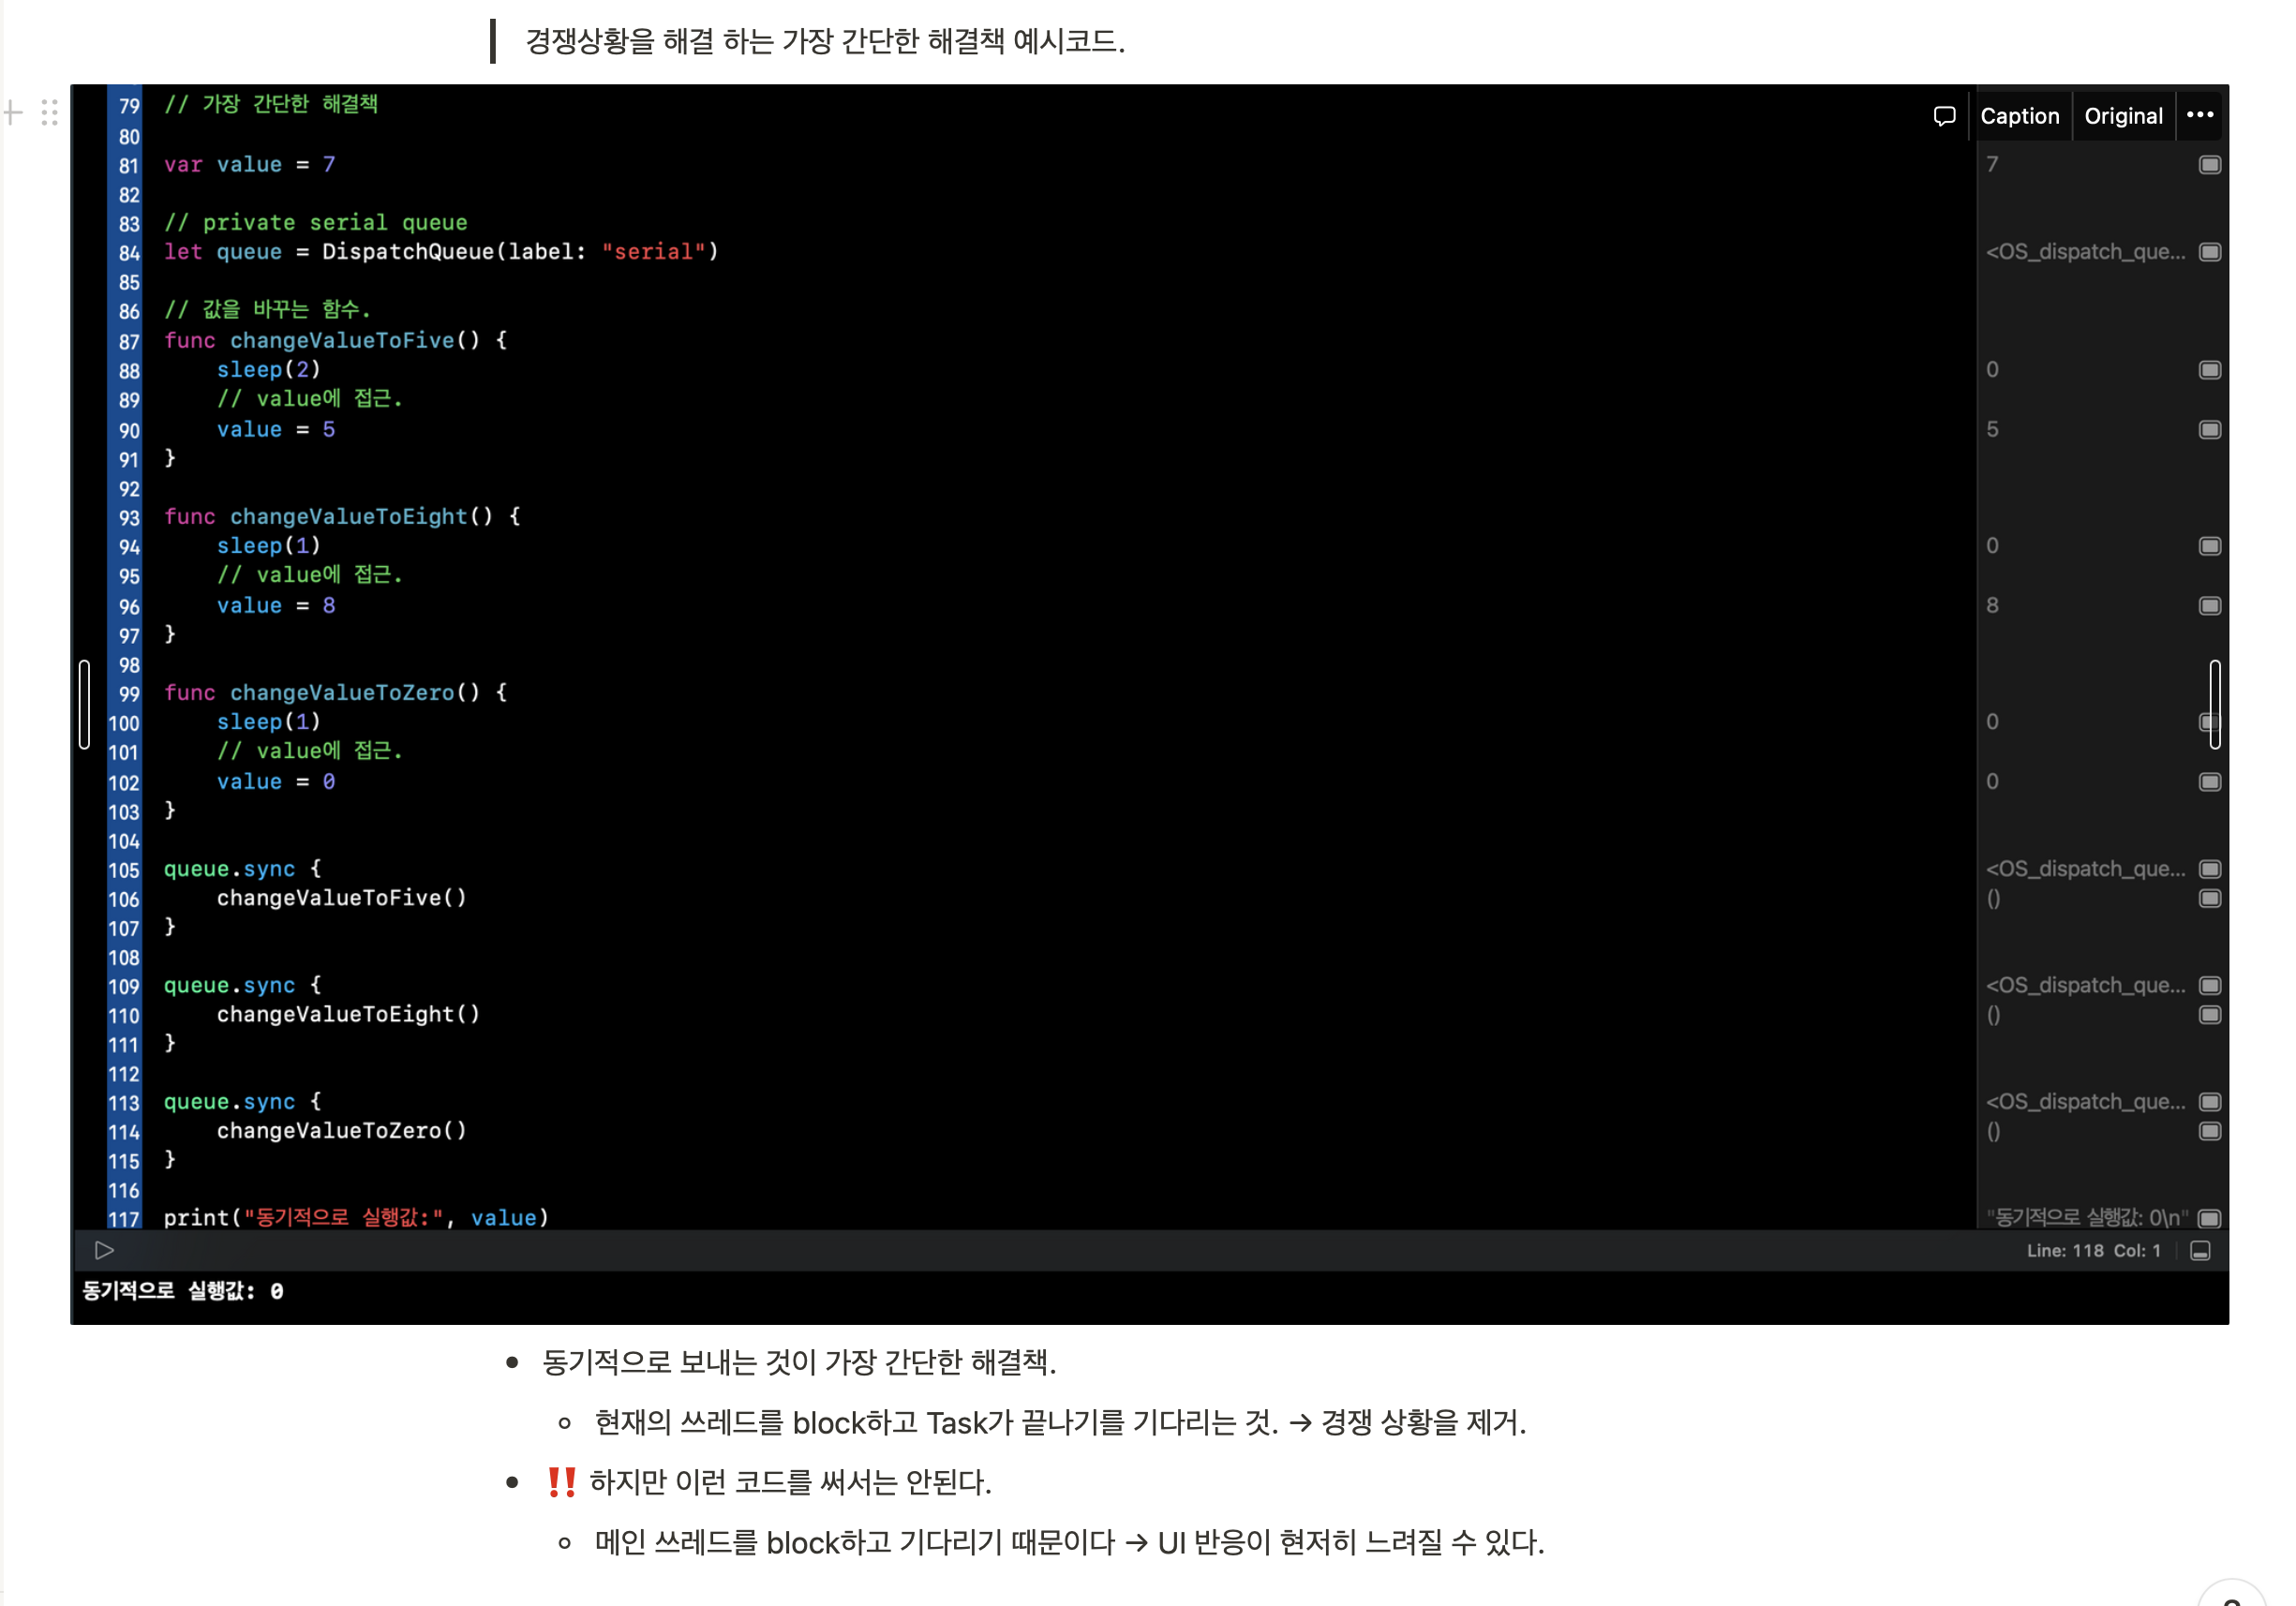 경쟁상황을 해결 하는 가장 간단한 해결책 예시코드.
Caption Original •••
79 // 가장 간단한 해결책
80
81 var value = 7 7
82
83 // private serial queue
84 let queue = DispatchQueue(label: "serial") <OS_dispatch_que...
85
86 // 값을 바꾸는 함수.
87 func changeValueToFive() {
88 sleep(2) 0
89 // value에 접근.
90 value = 5 5
91 }
92
93 func changeValueToEight() {
94 sleep(1) 0
95 // value에 접근.
96 value = 8 8
97 }
98
99 func changeValueToZero() {
100 sleep(1) 0
101 // value에 접근.
102 value = 0 0
103 }
104
105 queue.sync { <OS_dispatch_que...
106 changeValueToFive() ()
107 }
108
109 queue.sync { <OS_dispatch_que...
110 changeValueToEight() ()
111 }
112
113 queue.sync { <OS_dispatch_que...
114 changeValueToZero() ()
115 }
116
117 print("동기적으로 실행값:", value) "동기적으로 실행값: 0\n"
Line: 118 Col: 1
동기적으로 실행값: 0
• 동기적으로 보내는 것이 가장 간단한 해결책.
◦ 현재의 쓰레드를 block하고 Task가 끝나기를 기다리는 것. → 경쟁 상황을 제거.
• ‼️ 하지만 이런 코드를 써서는 안된다.
◦ 메인 쓰레드를 block하고 기다리기 때문이다 → UI 반응이 현저히 느려질 수 있다.